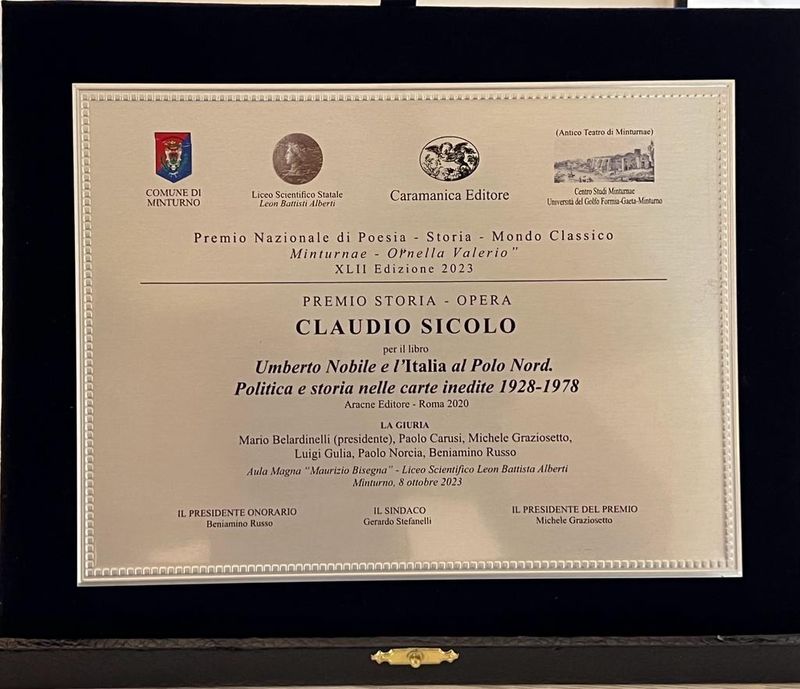 COMUNE DI
MINTURNO
Liceo Scientifico Statale
Leon Battisti Alberti
Caramanica Editore
(Antico Teatro di Minturnae)
Centro Studi Minturnae
Università del Golfo Formia-Gaeta-Minturno
Premio Nazionale di Poesia - Storia - Mondo Classico
Minturnae - Ornella Valerio"
XLII Edizione 2023
PREMIO STORIA - OPERA
CLAUDIO SICOLO
per il libro
Umberto Nobile e l'Italia al Polo Nord.
Politica e storia nelle carte inedite 1928-1978
Aracne Editore - Roma 2020
LA GIURIA
Mario Belardinelli (presidente), Paolo Carusi, Michele Graziosetto,
Luigi Gulia, Paolo Norcia, Beniamino Russo
Aula Magna "Maurizio Bisegna" - Liceo Scientifico Leon Battista Alberti
Minturno, 8 ottobre 2023
IL PRESIDENTE ONORARIO
Beniamino Russo
IL SINDACO
Gerardo Stefanelli
IL PRESIDENTE DEL PREMIO
Michele Graziosetto